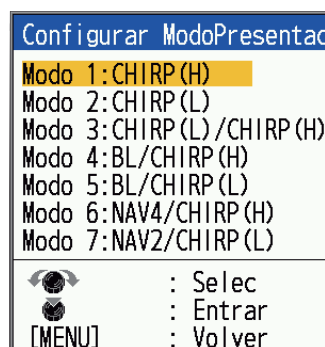 Configurar ModoPresentac
Modo 1:CHIRP(H)
Modo 2:CHIRP(L)
Modo 3:CHIRP(L)/CHIRP(H)
Modo 4:BL/CHIRP(H)
Modo 5:BL/CHIRP(L)
Modo 6:NAV4/CHIRP(H)
Modo 7:NAV2/CHIRP(L)
: Selec
: Entrar
[MENU] : Volver